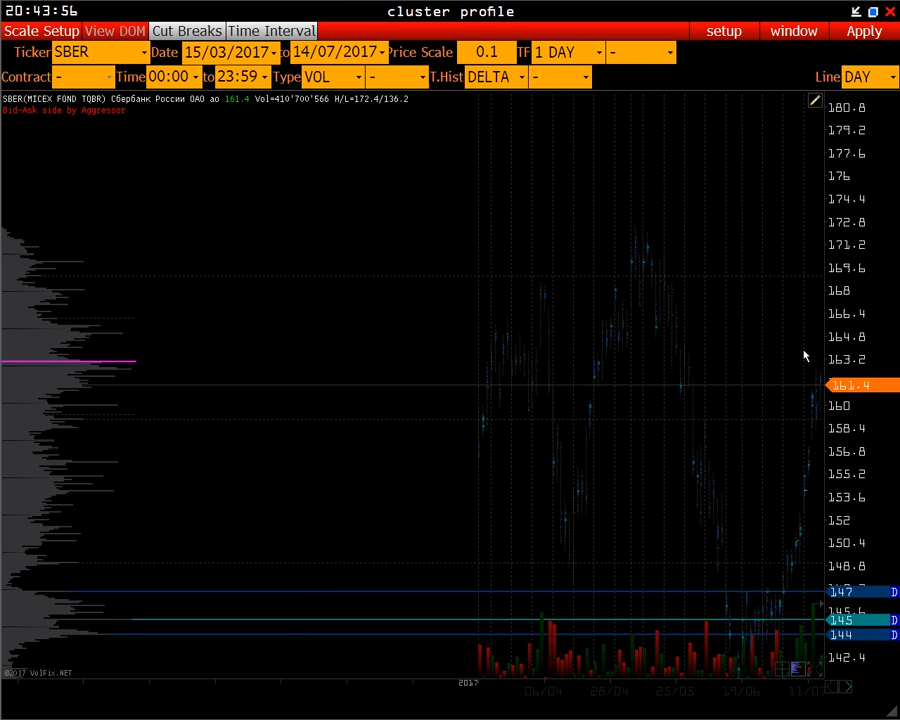 20:43:56 cluster profile
Scale Setup View DOM Cut Breaks Time Interval setup window Apply
Ticker SBER Date 15/03/2017 to 14/07/2017 Price Scale 0.1 TF 1 DAY -
Contract - Time 00:00 to 23:59 Type VOL - T.Hist DELTA - Line DAY
SBER(MICEX FOND TQBR) Сбербанк России ОАО ао 161.4 Vol=410'700'566 H/L=172.4/136.2
Bid-Ask side by Aggressor
180.8
179.2
177.6
176
174.4
172.8
171.2
169.6
168
166.4
164.8
163.2
161.4
160
158.4
156.8
155.2
153.6
152
150.4
148.8
147 D
145.6
145 D
144 D
142.4
©2017 VolFix.NET
2017
06/04 28/04 25/05 19/06 11/07